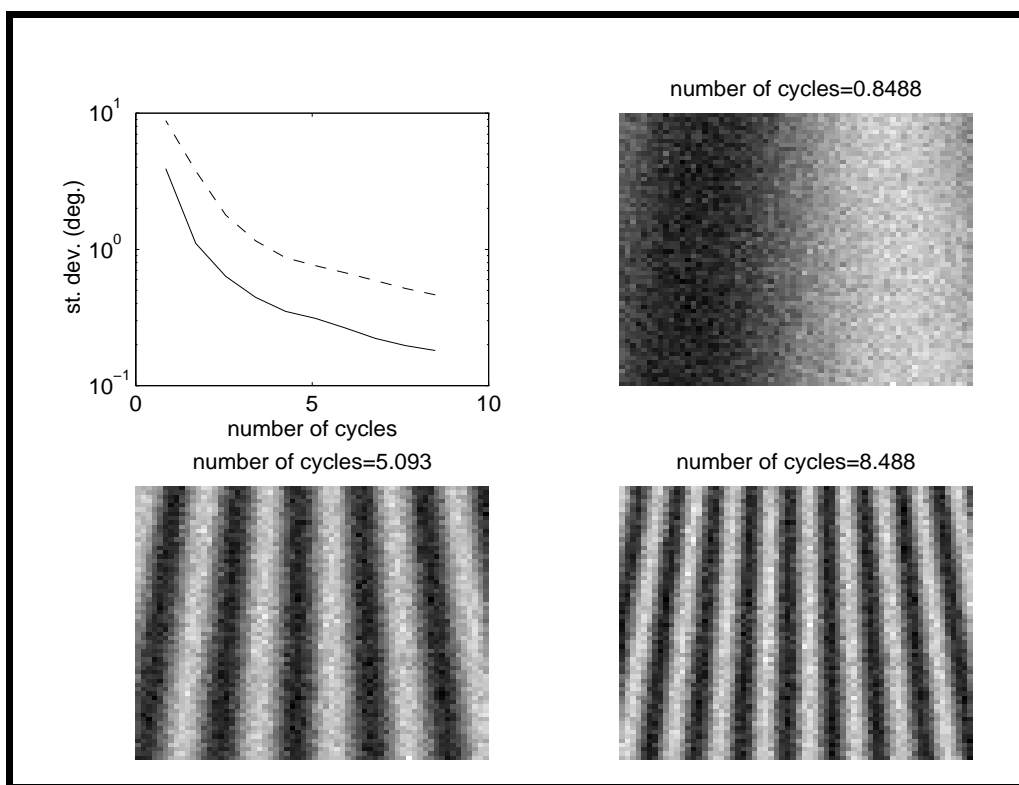 number of cycles=0.8488
10^1
10^0
10^−1
st. dev. (deg.)
0 5 10
number of cycles
number of cycles=5.093
number of cycles=8.488